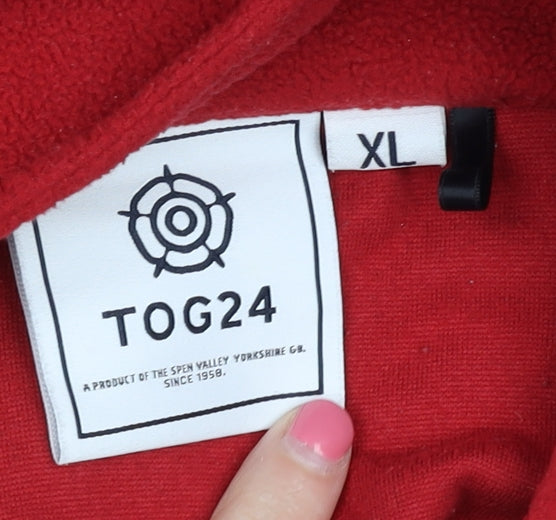 XL
TOG24
A PRODUCT OF THE SPEN VALLEY YORKSHIRE GB.
SINCE 1958.